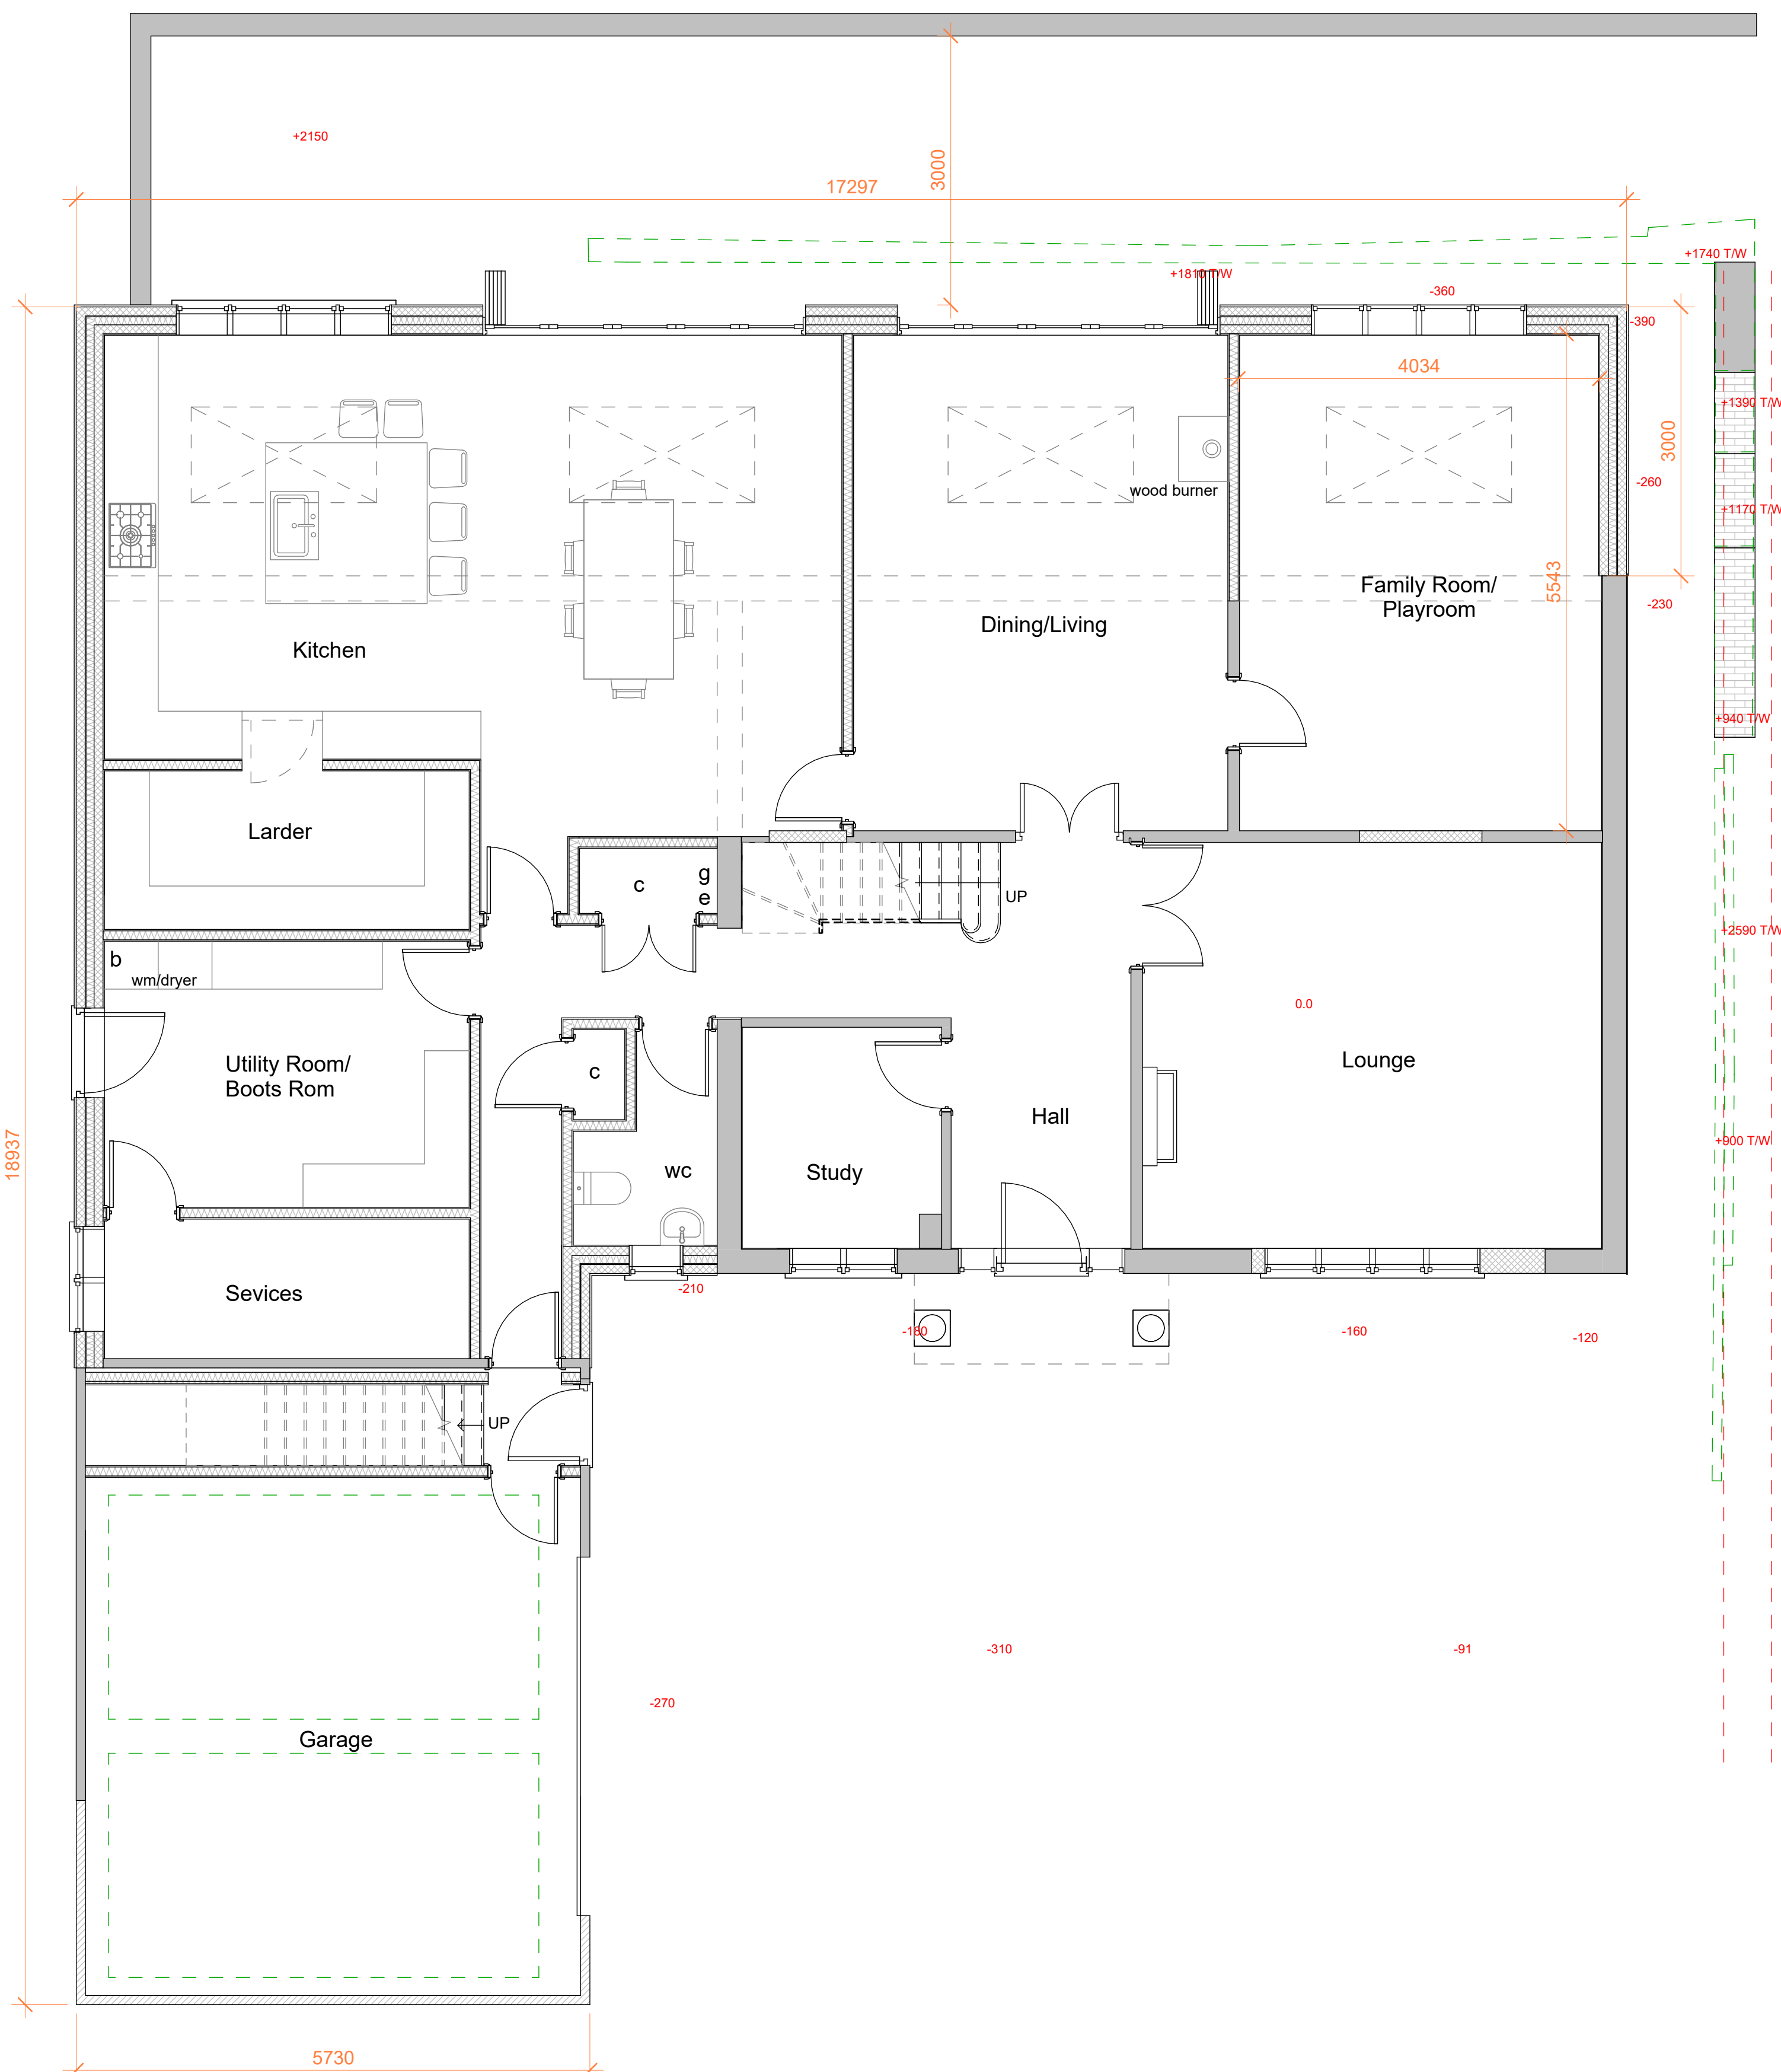 +2150
3000
17297
+1740 T/W
+1810 T/W
-360
-390
4034
+1390 T/W
3000
-260
wood burner
+1170 T/W
5543
Family Room/
Playroom
-230
Dining/Living
Kitchen
+940 T/W
Larder
c
g
e
UP
+2590 T/W
b
wm/dryer
0.0
Utility Room/
Boots Rom
c
Lounge
Hall
18937
+900 T/W
wc
Study
Sevices
-210
-180
-160
-120
UP
-310
-91
-270
Garage
5730